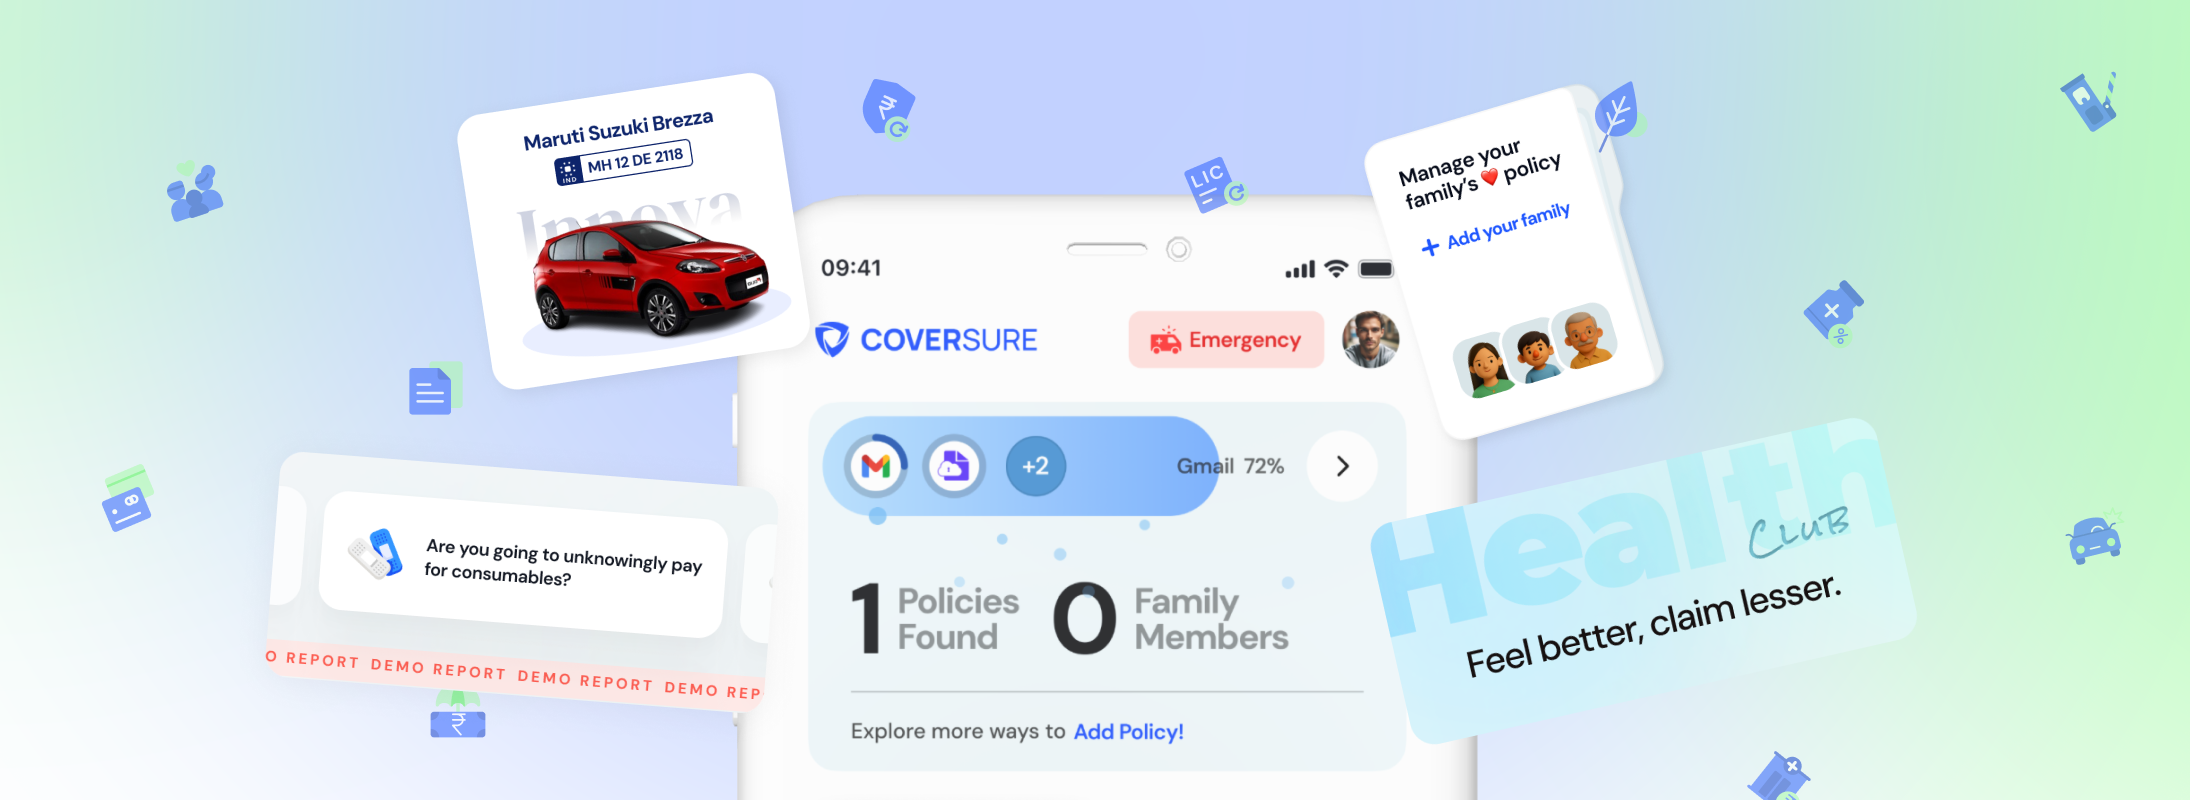 Maruti Suzuki Brezza
IND
MH 12 DE 2118
Innova
₹
LIC
Manage your
family's ❤️ policy
+ Add your family
09:41
COVERSURE
Emergency
+2
Gmail 72%
1 Policies
Found
0 Family
Members
Explore more ways to Add Policy!
Are you going to unknowingly pay
for consumables?
O REPORT DEMO REPORT DEMO REPORT DEMO REP
₹
Health
CLUB
Feel better, claim lesser.